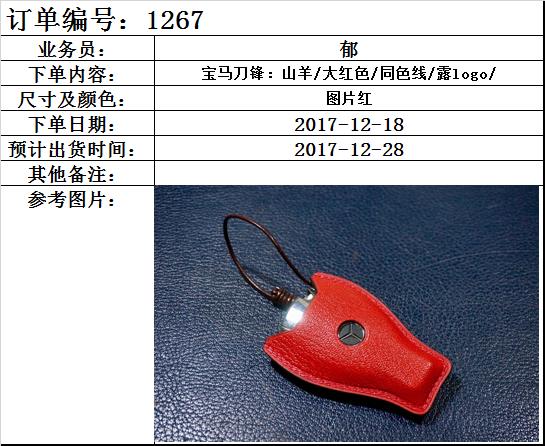 订单编号：1267
业务员： 郁
下单内容： 宝马刀锋：山羊/大红色/同色线/露logo/
尺寸及颜色： 图片红
下单日期： 2017-12-18
预计出货时间： 2017-12-28
其他备注：
参考图片：